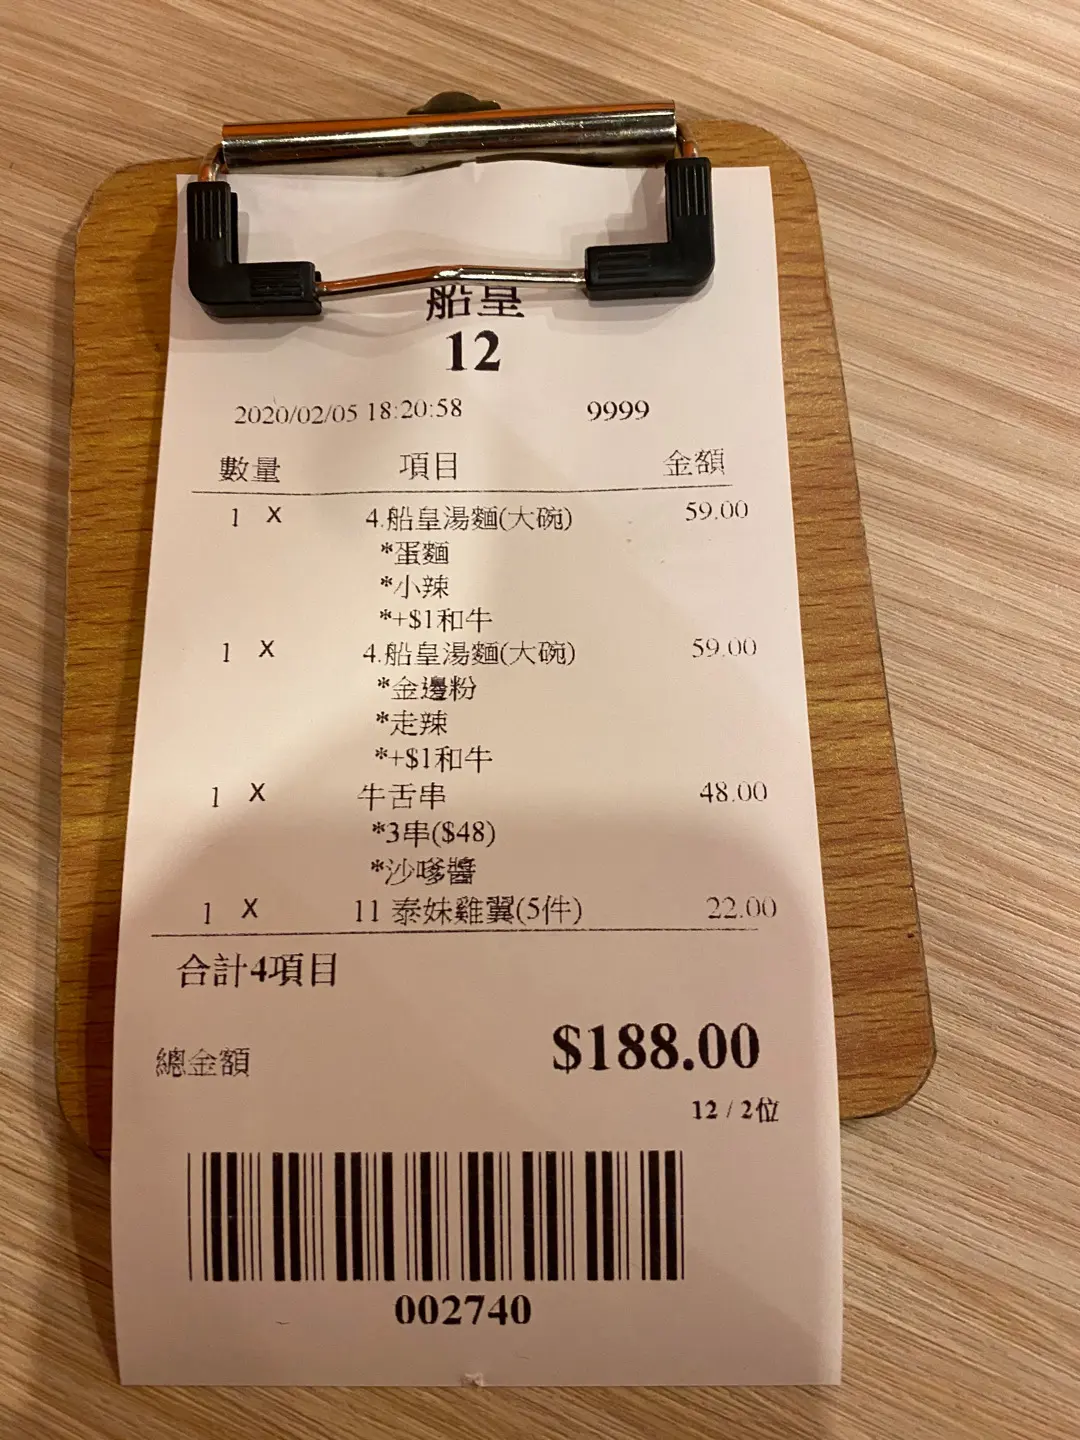 船皇
12
2020/02/05 18:20:58 9999
數量 項目 金額
1 X 4.船皇湯麵(大碗) 59.00
*蛋麵
*小辣
*+$1和牛
1 X 4.船皇湯麵(大碗) 59.00
*金邊粉
*走辣
*+$1和牛
1 X 牛舌串 48.00
*3串($48)
*沙嗲醬
1 X 11 泰妹雞翼(5件) 22.00
合計4項目
總金額 $188.00
12 / 2位
002740